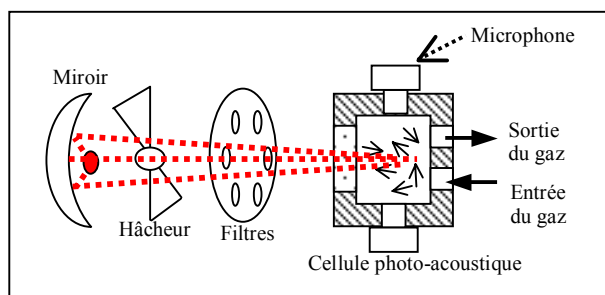 Microphone
Miroir
Sortie
du gaz
Entrée
du gaz
Hâcheur
Filtres
Cellule photo-acoustique